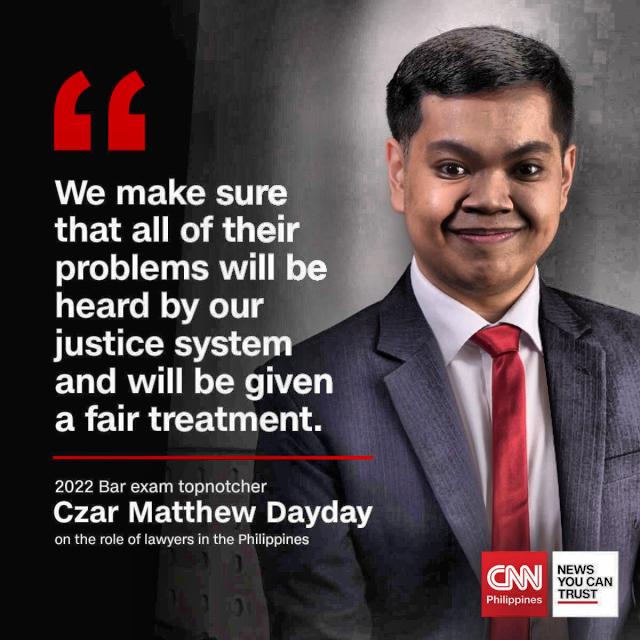 “
We make sure
that all of their
problems will be
heard by our
justice system
and will be given
a fair treatment.
2022 Bar exam topnotcher
Czar Matthew Dayday
on the role of lawyers in the Philippines
CNN
Philippines
NEWS
YOU CAN
TRUST